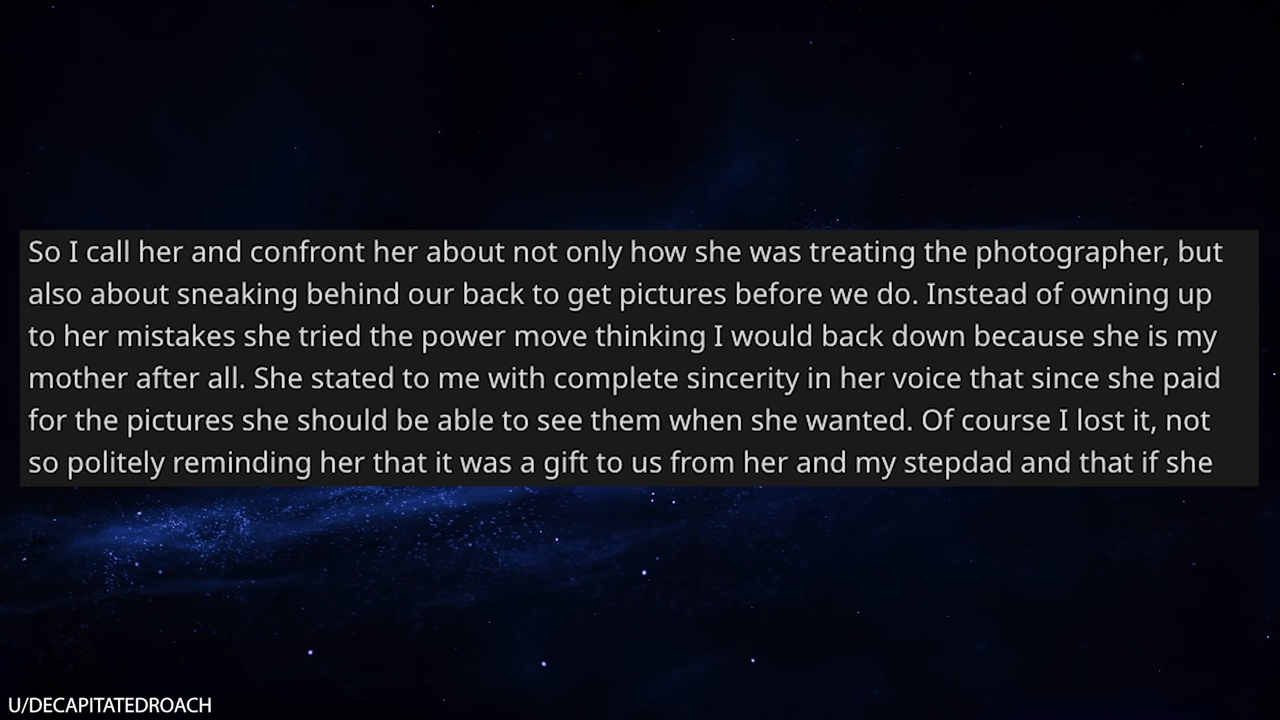 So I call her and confront her about not only how she was treating the photographer, but
also about sneaking behind our back to get pictures before we do. Instead of owning up
to her mistakes she tried the power move thinking I would back down because she is my
mother after all. She stated to me with complete sincerity in her voice that since she paid
for the pictures she should be able to see them when she wanted. Of course I lost it, not
so politely reminding her that it was a gift to us from her and my stepdad and that if she
U/DECAPITATEDROACH